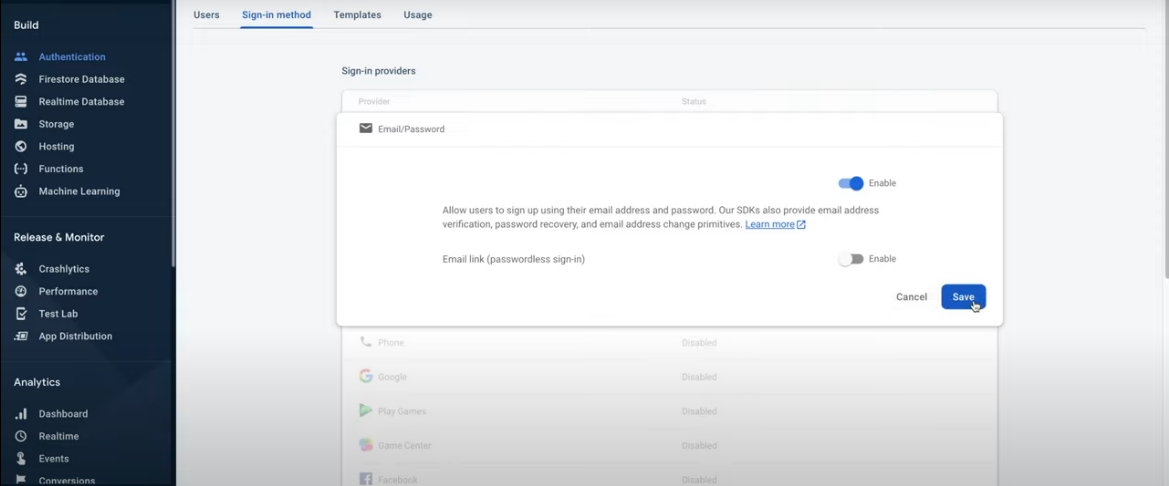 Build
Authentication
Firestore Database
Realtime Database
Storage
Hosting
Functions
Machine Learning
Release & Monitor
Crashlytics
Performance
Test Lab
App Distribution
Analytics
Dashboard
Realtime
Events
Conversions
Users Sign-in method Templates Usage
Sign-in providers
Provider Status
Email/Password
Enable
Allow users to sign up using their email address and password. Our SDKs also provide email address
verification, password recovery, and email address change primitives. Learn more
Email link (passwordless sign-in) Enable
Cancel Save
Phone Disabled
Google Disabled
Play Games Disabled
Game Center Disabled
Facebook Disabled